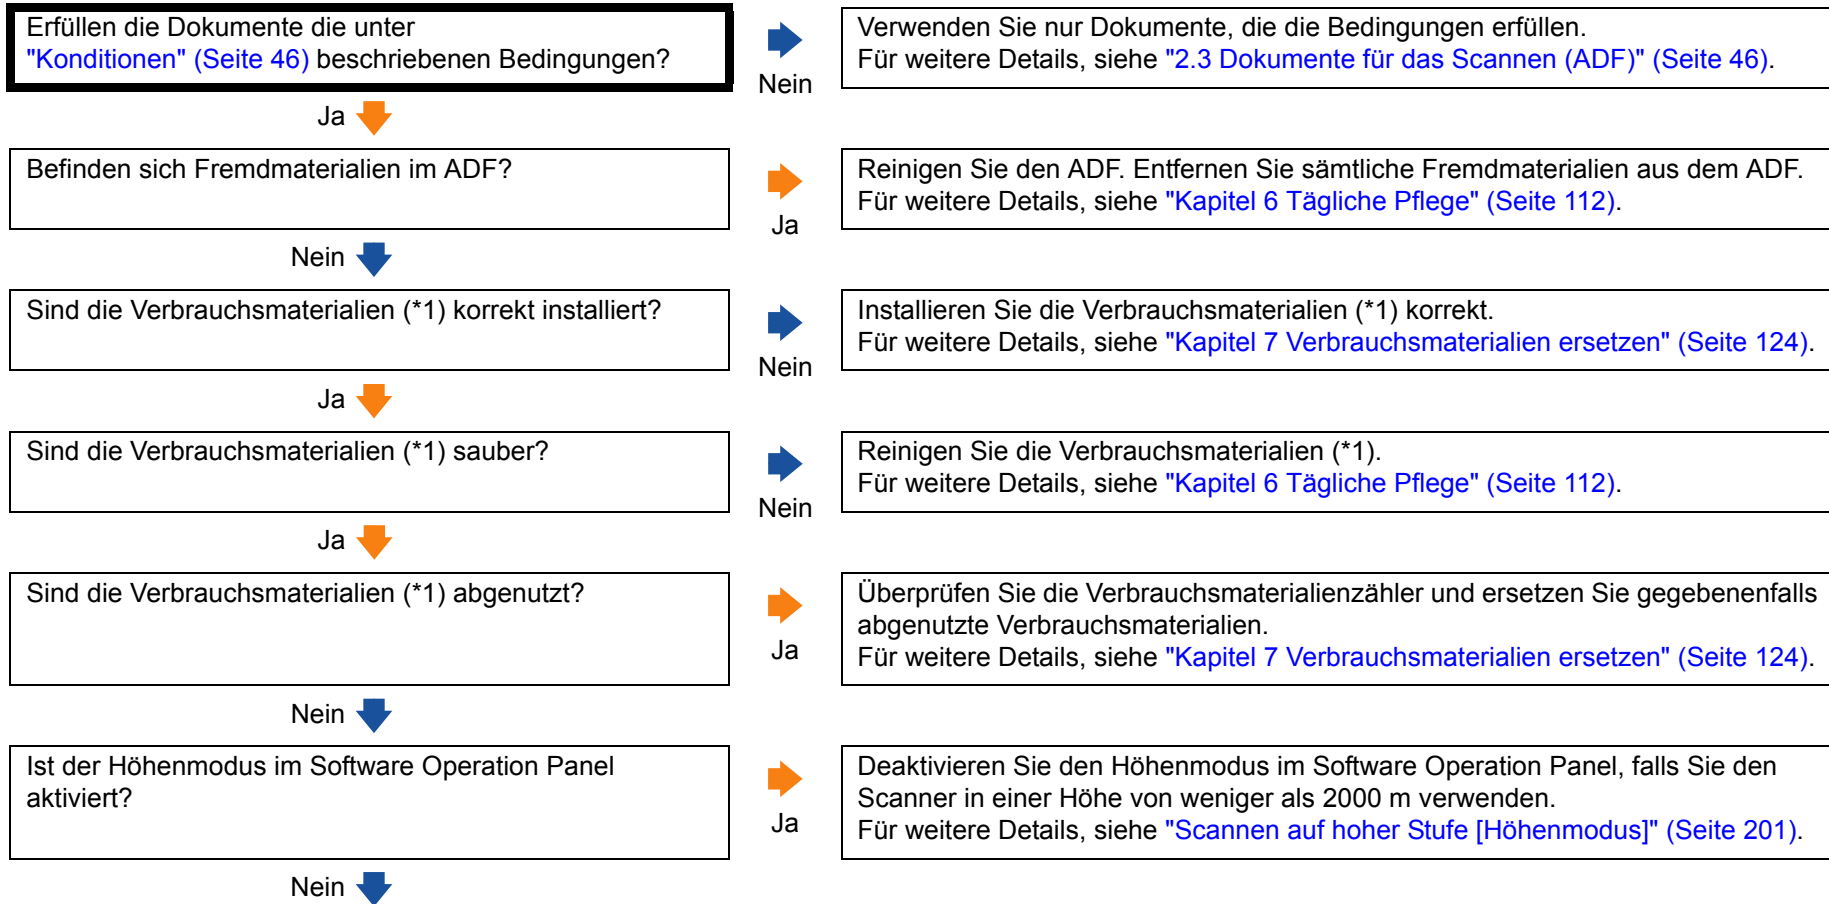 Erfüllen die Dokumente die unter
"Konditionen" (Seite 46) beschriebenen Bedingungen?
Nein
Verwenden Sie nur Dokumente, die die Bedingungen erfüllen.
Für weitere Details, siehe "2.3 Dokumente für das Scannen (ADF)" (Seite 46).
Ja
Befinden sich Fremdmaterialien im ADF?
Ja
Reinigen Sie den ADF. Entfernen Sie sämtliche Fremdmaterialien aus dem ADF.
Für weitere Details, siehe "Kapitel 6 Tägliche Pflege" (Seite 112).
Nein
Sind die Verbrauchsmaterialien (*1) korrekt installiert?
Nein
Installieren Sie die Verbrauchsmaterialien (*1) korrekt.
Für weitere Details, siehe "Kapitel 7 Verbrauchsmaterialien ersetzen" (Seite 124).
Ja
Sind die Verbrauchsmaterialien (*1) sauber?
Nein
Reinigen Sie die Verbrauchsmaterialien (*1).
Für weitere Details, siehe "Kapitel 6 Tägliche Pflege" (Seite 112).
Ja
Sind die Verbrauchsmaterialien (*1) abgenutzt?
Ja
Überprüfen Sie die Verbrauchsmaterialienzähler und ersetzen Sie gegebenenfalls
abgenutzte Verbrauchsmaterialien.
Für weitere Details, siehe "Kapitel 7 Verbrauchsmaterialien ersetzen" (Seite 124).
Nein
Ist der Höhenmodus im Software Operation Panel
aktiviert?
Ja
Deaktivieren Sie den Höhenmodus im Software Operation Panel, falls Sie den
Scanner in einer Höhe von weniger als 2000 m verwenden.
Für weitere Details, siehe "Scannen auf hoher Stufe [Höhenmodus]" (Seite 201).
Nein